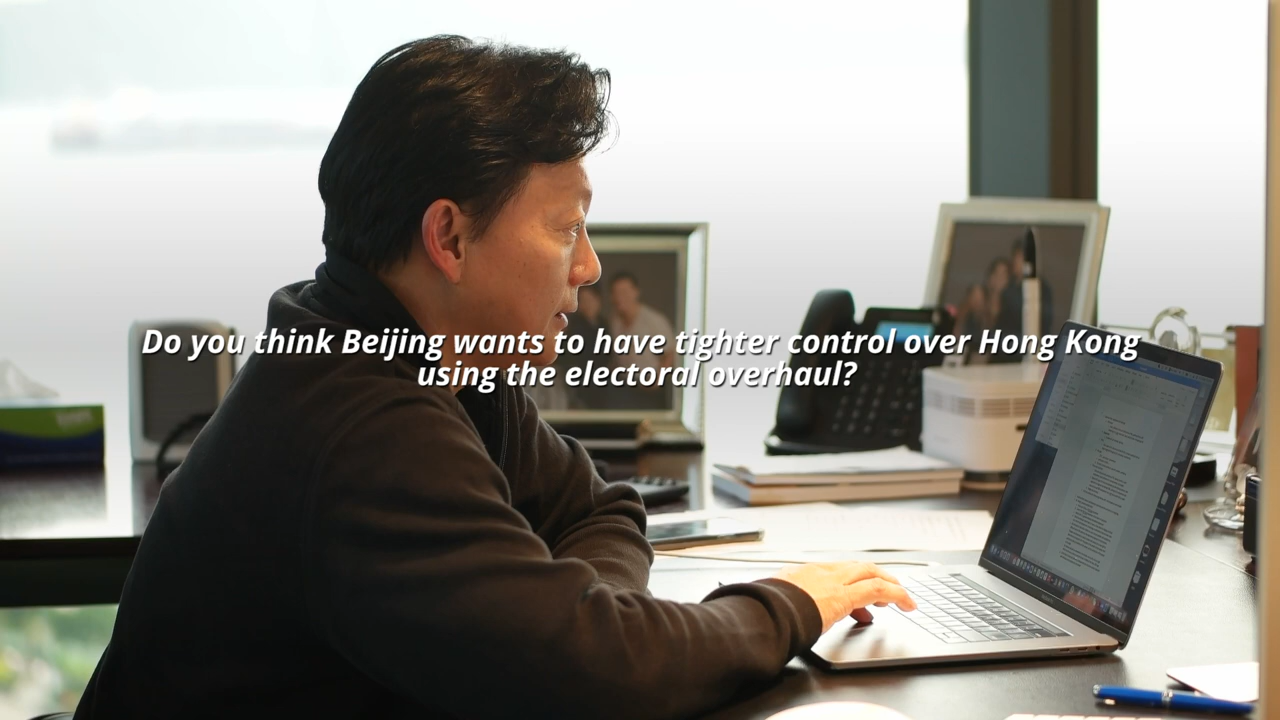 Do you think Beijing wants to have tighter control over Hong Kong
using the electoral overhaul?